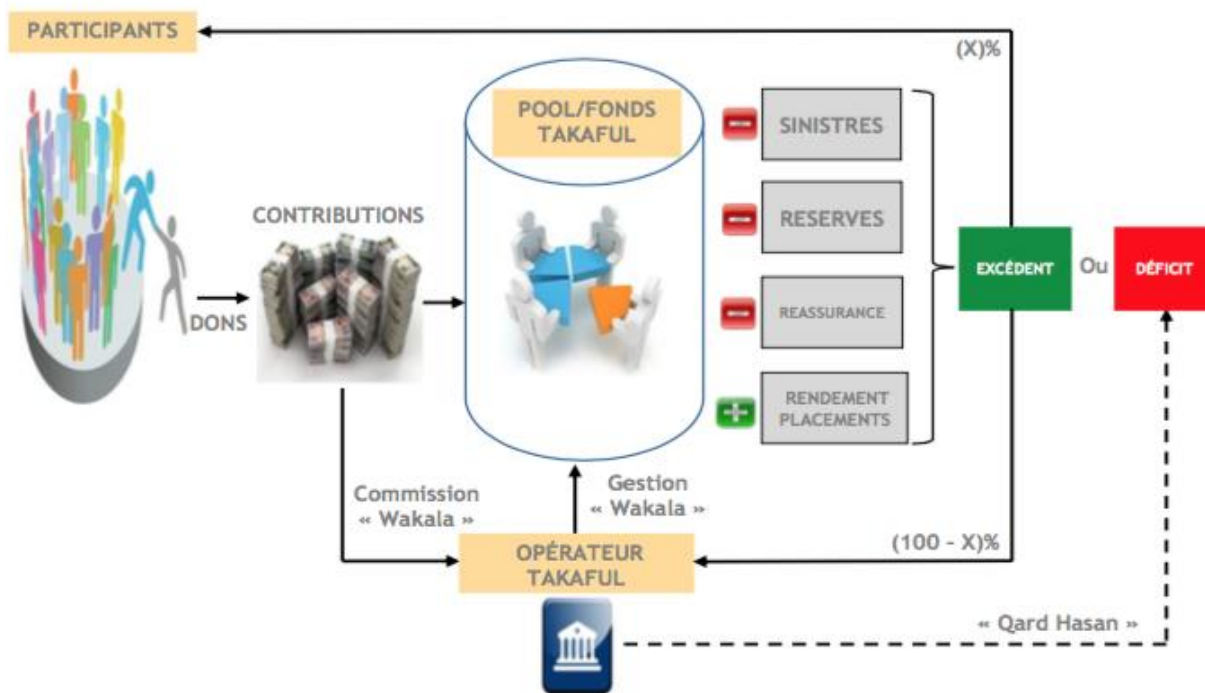 PARTICIPANTS
(X)%
POOL/FONDS
TAKAFUL
SINISTRES
CONTRIBUTIONS
RESERVES
EXCÉDENT
Ou
DÉFICIT
DONS
REASSURANCE
RENDEMENT
PLACEMENTS
Commission
« Wakala »
Gestion
« Wakala »
OPÉRATEUR
TAKAFUL
(100 - X)%
« Qard Hasan »